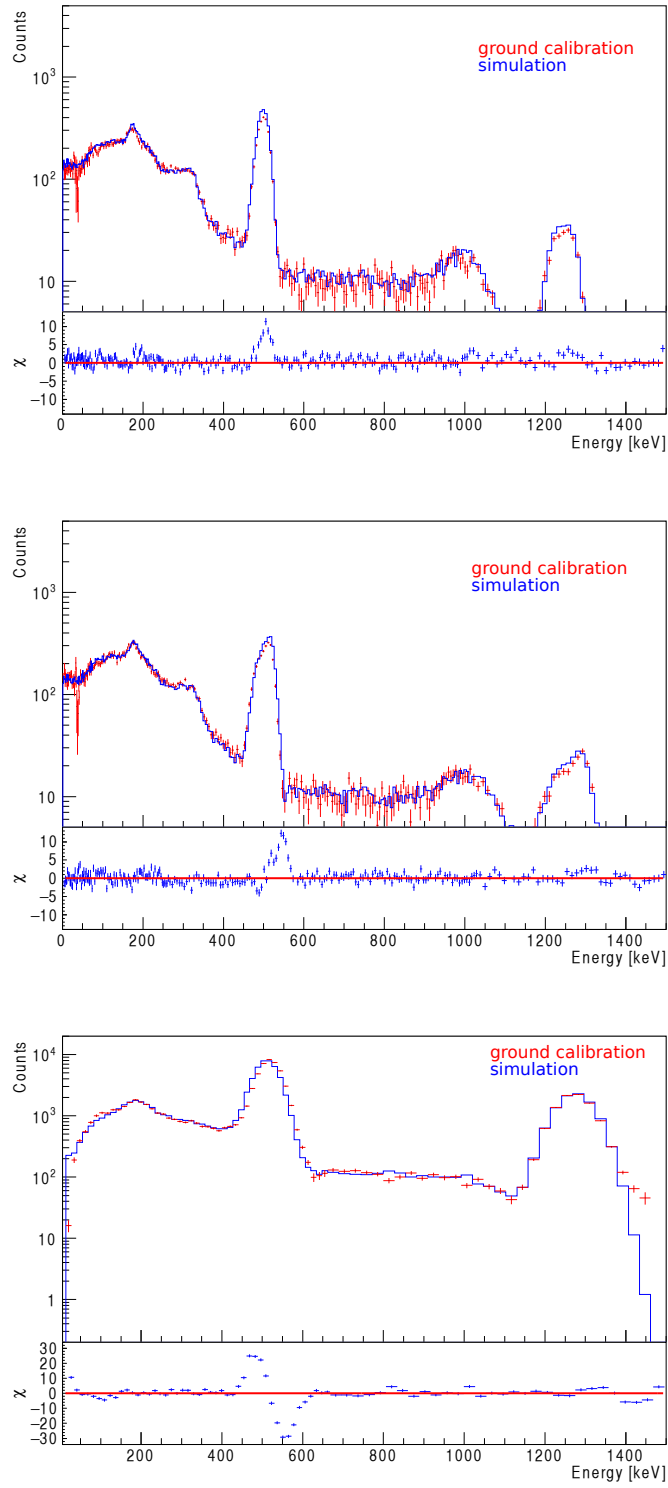 Counts
10³
10²
10
ground calibration
simulation
χ
10
5
0
−5
−10
0 200 400 600 800 1000 1200 1400
Energy [keV]
Counts
10³
10²
10
ground calibration
simulation
χ
10
5
0
−5
−10
0 200 400 600 800 1000 1200 1400
Energy [keV]
Counts
10⁴
10³
10²
10
1
ground calibration
simulation
χ
30
20
10
0
−10
−20
−30
200 400 600 800 1000 1200 1400
Energy [keV]